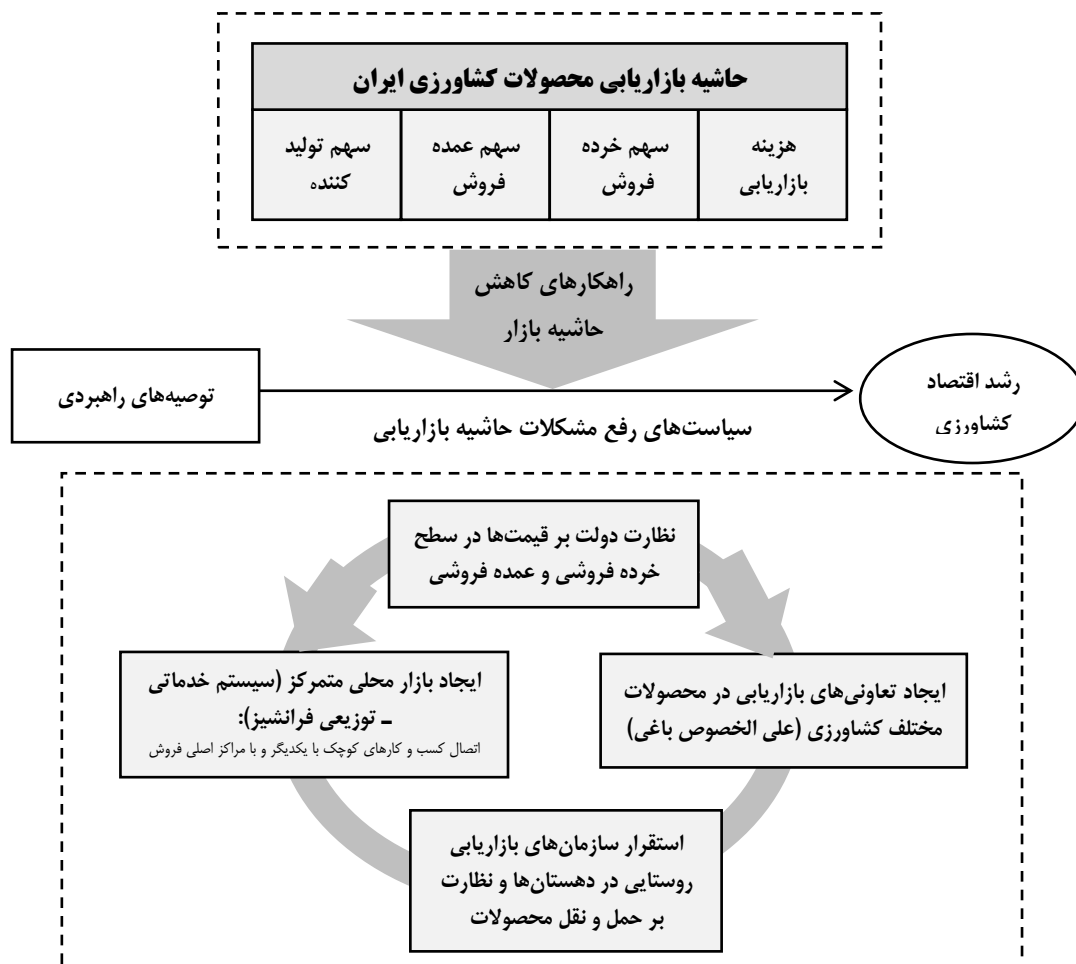 حاشیه بازاریابی محصولات کشاورزی ایران
هزینه
بازاریابی
سهم خرده
فروش
سهم عمده
فروش
سهم تولید
کننده
راهکارهای کاهش
حاشیه بازار
رشد اقتصاد
کشاورزی
توصیه‌های راهبردی
سیاست‌های رفع مشکلات حاشیه بازاریابی
نظارت دولت بر قیمت‌ها در سطح
خرده فروشی و عمده فروشی
ایجاد تعاونی‌های بازاریابی در محصولات
مختلف کشاورزی (علی الخصوص باغی)
ایجاد بازار محلی متمرکز (سیستم خدماتی
ـ توزیعی فرانشیز):
اتصال کسب و کارهای کوچک با یکدیگر و با مراکز اصلی فروش
استقرار سازمان‌های بازاریابی
روستایی در دهستان‌ها و نظارت
بر حمل و نقل محصولات